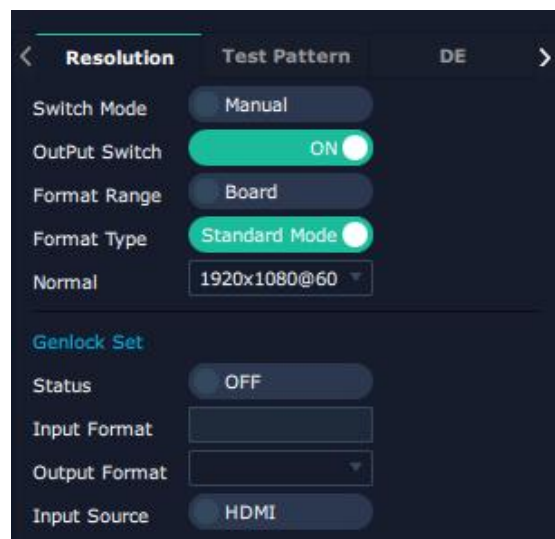 Resolution Test Pattern DE
Switch Mode Manual
OutPut Switch ON
Format Range Board
Format Type Standard Mode
Normal 1920x1080@60
Genlock Set
Status OFF
Input Format
Output Format
Input Source HDMI